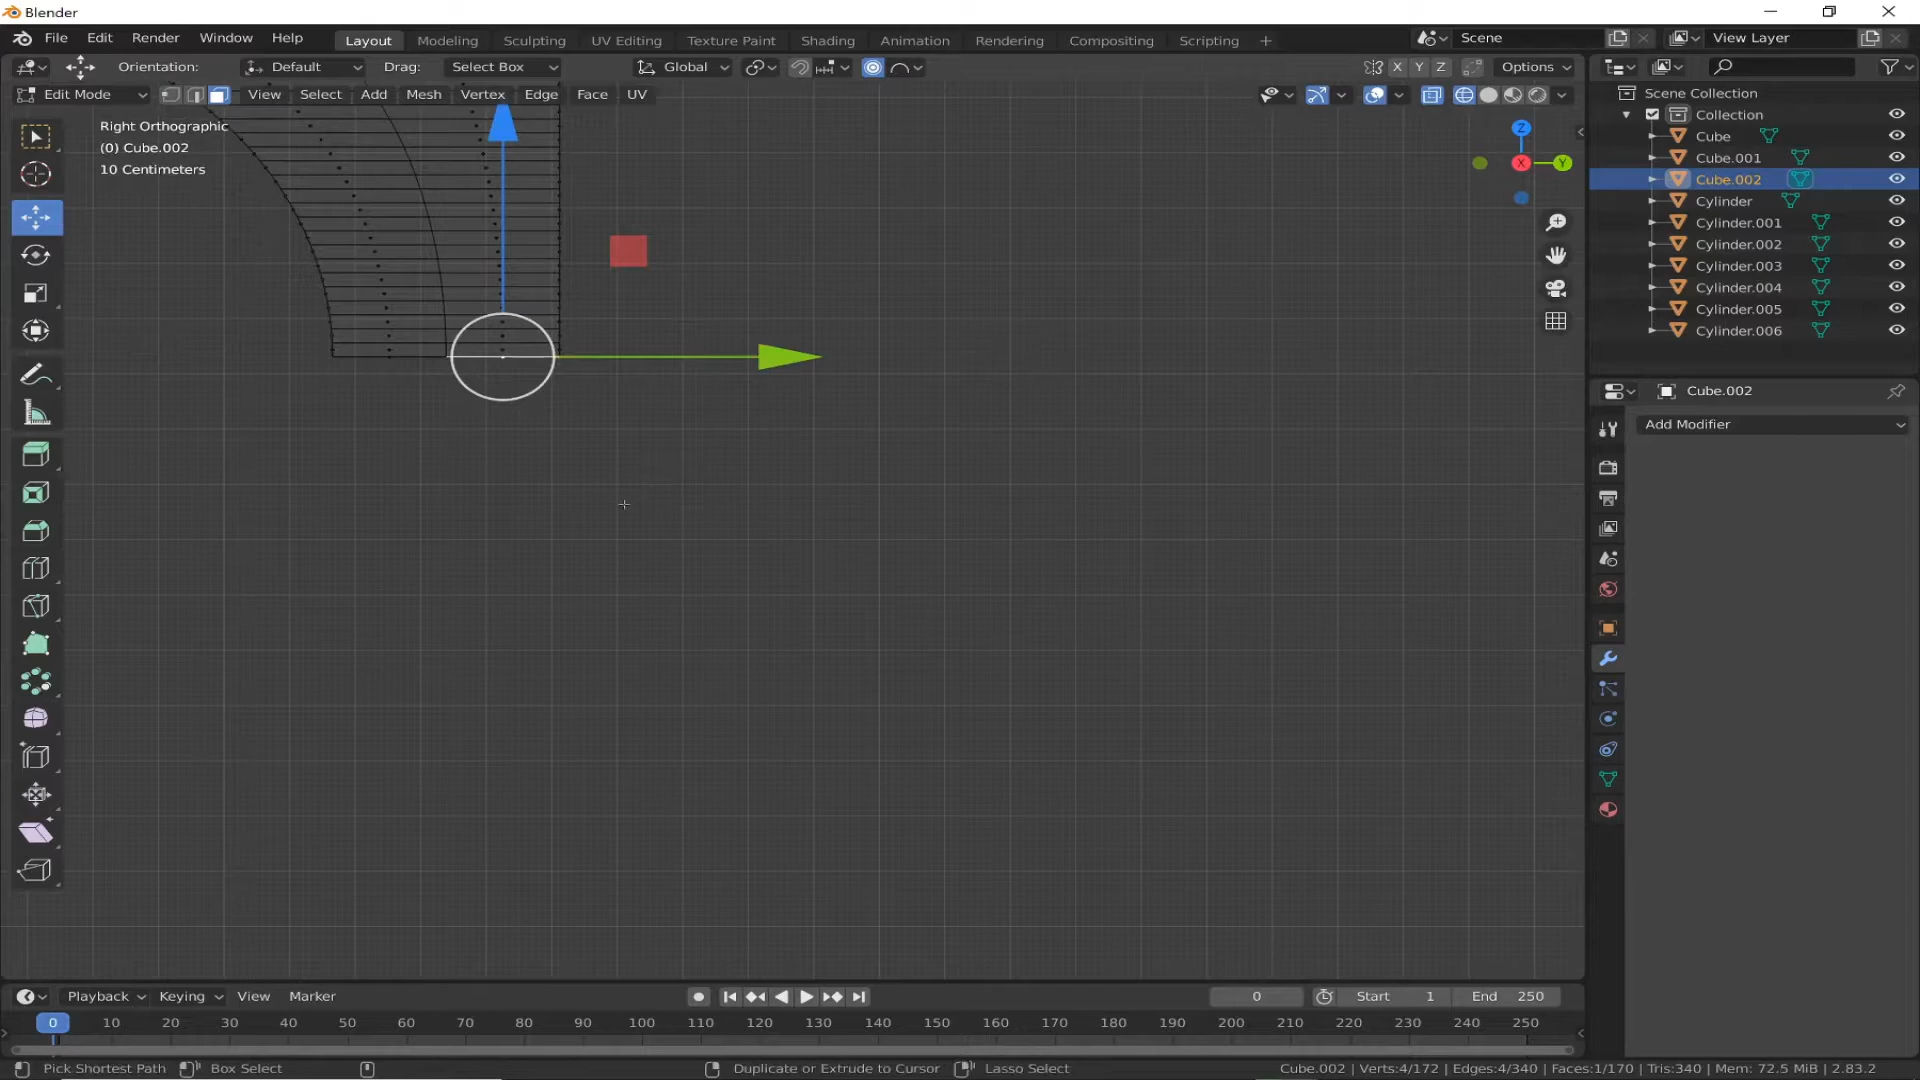 Blender
File Edit Render Window Help Layout Modeling Sculpting UV Editing Texture Paint Shading Animation Rendering Compositing Scripting + Scene View Layer
Orientation: Default Drag: Select Box Global X Y Z Options
Edit Mode View Select Add Mesh Vertex Edge Face UV
Scene Collection
Collection
Cube
Cube.001
Cube.002
Cylinder
Cylinder.001
Cylinder.002
Cylinder.003
Cylinder.004
Cylinder.005
Cylinder.006
Right Orthographic
(0) Cube.002
10 Centimeters
Z
X
Y
Cube.002
Add Modifier
Playback Keying View Marker 0 Start 1 End 250
0 10 20 30 40 50 60 70 80 90 100 110 120 130 140 150 160 170 180 190 200 210 220 230 240 250
Pick Shortest Path Box Select Duplicate or Extrude to Cursor Lasso Select Cube.002 | Verts:4/172 | Edges:4/340 | Faces:1/170 | Tris:340 | Mem: 72.5 MiB | 2.83.2